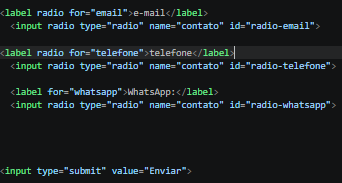 <label radio for="email">e-mail</label>
<input radio type="radio" name="contato" id="radio-email">
<label radio for="telefone">telefone</label>
<input radio type="radio" name="contato" id="radio-telefone">
<label for="whatsapp">WhatsApp:</label>
<input radio type="radio" name="contato" id="radio-whatsapp">
<input type="submit" value="Enviar">